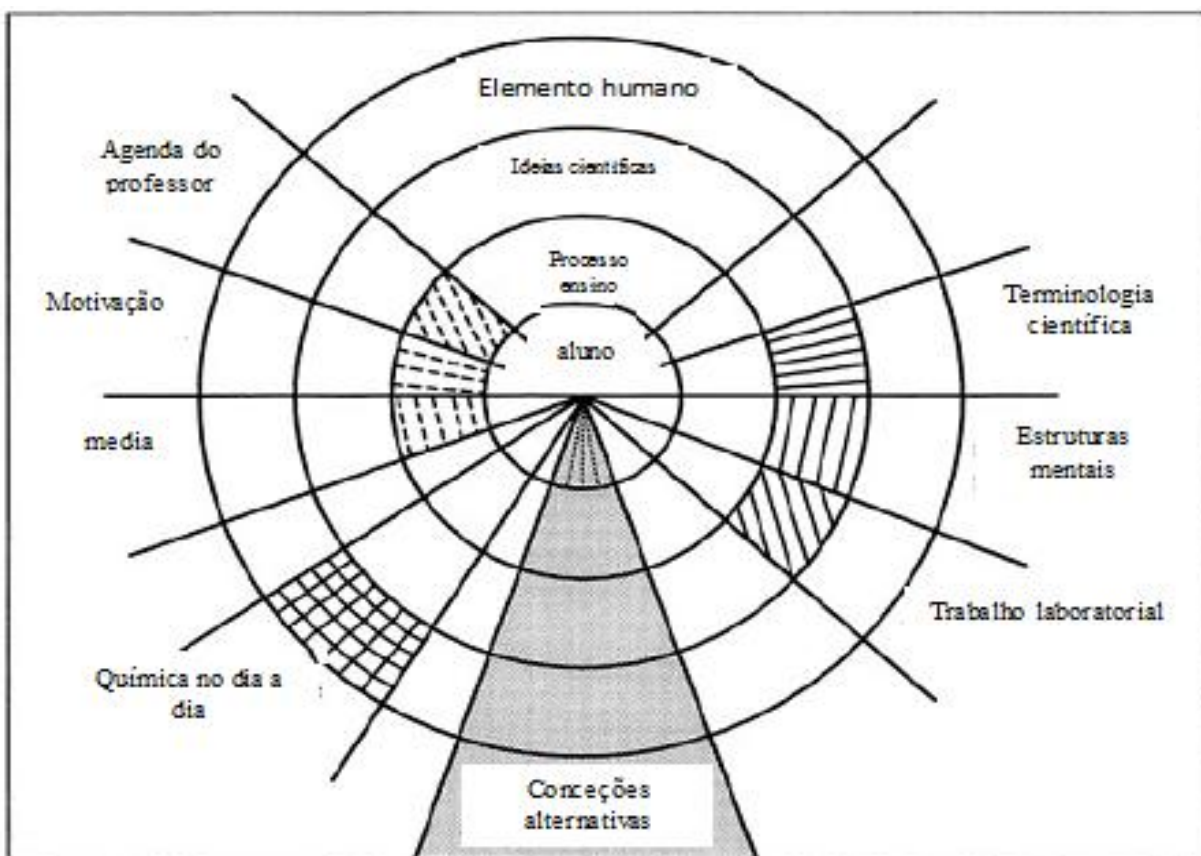 Elemento humano
Ideias científicas
Processo
ensino
aluno
Agenda do
professor
Motivação
media
Química no dia a
dia
Conceções
alternativas
Terminologia
científica
Estruturas
mentais
Trabalho laboratorial